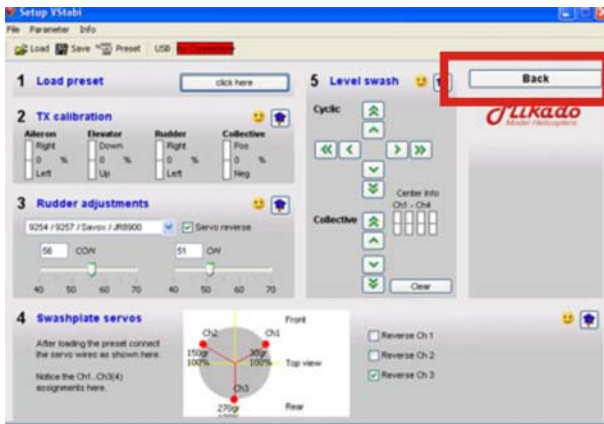 Setup VStabi
File Parameter Info
Load Save Preset USB
1 Load preset
click here
2 TX calibration
Aileron Elevator Rudder Collective
Right Down Right Pos
0 % 0 % 0 % 0 %
Left Up Left Neg
3 Rudder adjustments
9254 / 9257 / Savox / JR8900
Servo reverse
56 CCW 51 CW
40 50 60 70 40 50 60 70
4 Swashplate servos
After loading the preset connect
the servo wires as shown here.
Notice the Ch1..Ch3(4)
assignments here.
Front
Ch2 Ch1
150gr 30gr
100% 100% Top view
Ch3
270gr Rear
Reverse Ch 1
Reverse Ch 2
Reverse Ch 3
5 Level swash
Cyclic
Center Info
Ch1 - Ch4
Collective
Clear
Back
Mikado
Model Helicopters